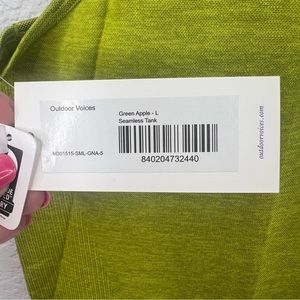 Outdoor Voices
Green Apple - L
Seamless Tank
M301515-SML-GNA-5
840204732440
outdoorvoices.com